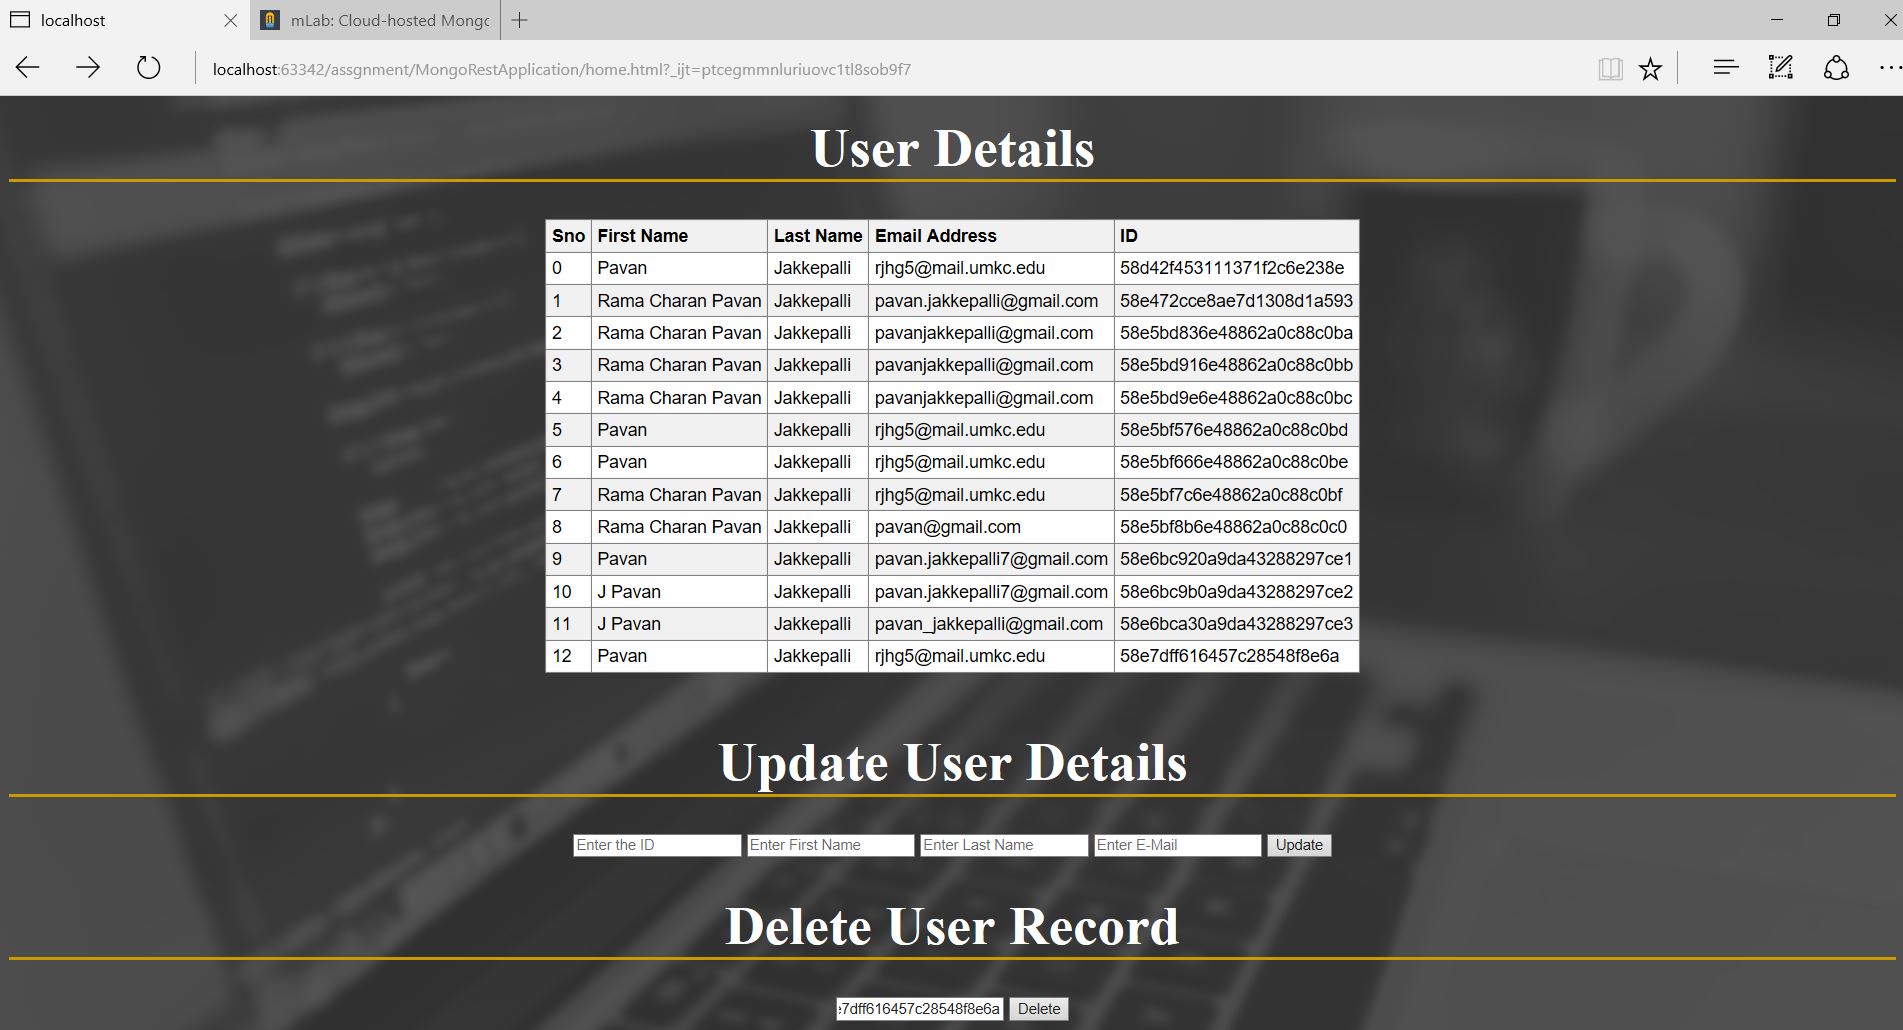 localhost
mLab: Cloud-hosted Mongo
localhost:63342/assgnment/MongoRestApplication/home.html?_ijt=ptcegmmnluriuovc1tl8sob9f7
User Details
Sno First Name Last Name Email Address ID
0 Pavan Jakkepalli rjhg5@mail.umkc.edu 58d42f453111371f2c6e238e
1 Rama Charan Pavan Jakkepalli pavan.jakkepalli@gmail.com 58e472cce8ae7d1308d1a593
2 Rama Charan Pavan Jakkepalli pavanjakkepalli@gmail.com 58e5bd836e48862a0c88c0ba
3 Rama Charan Pavan Jakkepalli pavanjakkepalli@gmail.com 58e5bd916e48862a0c88c0bb
4 Rama Charan Pavan Jakkepalli pavanjakkepalli@gmail.com 58e5bd9e6e48862a0c88c0bc
5 Pavan Jakkepalli rjhg5@mail.umkc.edu 58e5bf576e48862a0c88c0bd
6 Pavan Jakkepalli rjhg5@mail.umkc.edu 58e5bf666e48862a0c88c0be
7 Rama Charan Pavan Jakkepalli rjhg5@mail.umkc.edu 58e5bf7c6e48862a0c88c0bf
8 Rama Charan Pavan Jakkepalli pavan@gmail.com 58e5bf8b6e48862a0c88c0c0
9 Pavan Jakkepalli pavan.jakkepalli7@gmail.com 58e6bc920a9da43288297ce1
10 J Pavan Jakkepalli pavan.jakkepalli7@gmail.com 58e6bc9b0a9da43288297ce2
11 J Pavan Jakkepalli pavan_jakkepalli@gmail.com 58e6bca30a9da43288297ce3
12 Pavan Jakkepalli rjhg5@mail.umkc.edu 58e7dff616457c28548f8e6a
Update User Details
Enter the ID Enter First Name Enter Last Name Enter E-Mail Update
Delete User Record
e7dff616457c28548f8e6a Delete